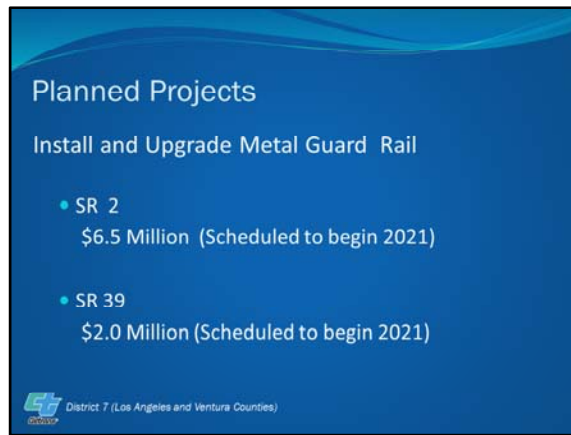 Planned Projects
Install and Upgrade Metal Guard Rail
• SR 2
$6.5 Million (Scheduled to begin 2021)
• SR 39
$2.0 Million (Scheduled to begin 2021)
District 7 (Los Angeles and Ventura Counties)